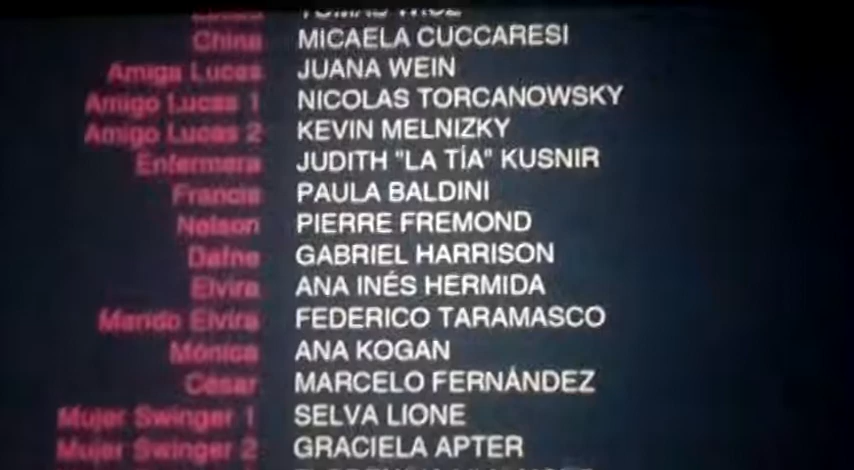 TOMÁS WICZ
China MICAELA CUCCARESI
Amiga Lucas JUANA WEIN
Amigo Lucas 1 NICOLAS TORCANOWSKY
Amigo Lucas 2 KEVIN MELNIZKY
Enfermera JUDITH "LA TÍA" KUSNIR
Francis PAULA BALDINI
Nelson PIERRE FREMOND
Dafne GABRIEL HARRISON
Elvira ANA INÉS HERMIDA
Marido Elvira FEDERICO TARAMASCO
Mónica ANA KOGAN
César MARCELO FERNÁNDEZ
Mujer Swinger 1 SELVA LIONE
Mujer Swinger 2 GRACIELA APTER